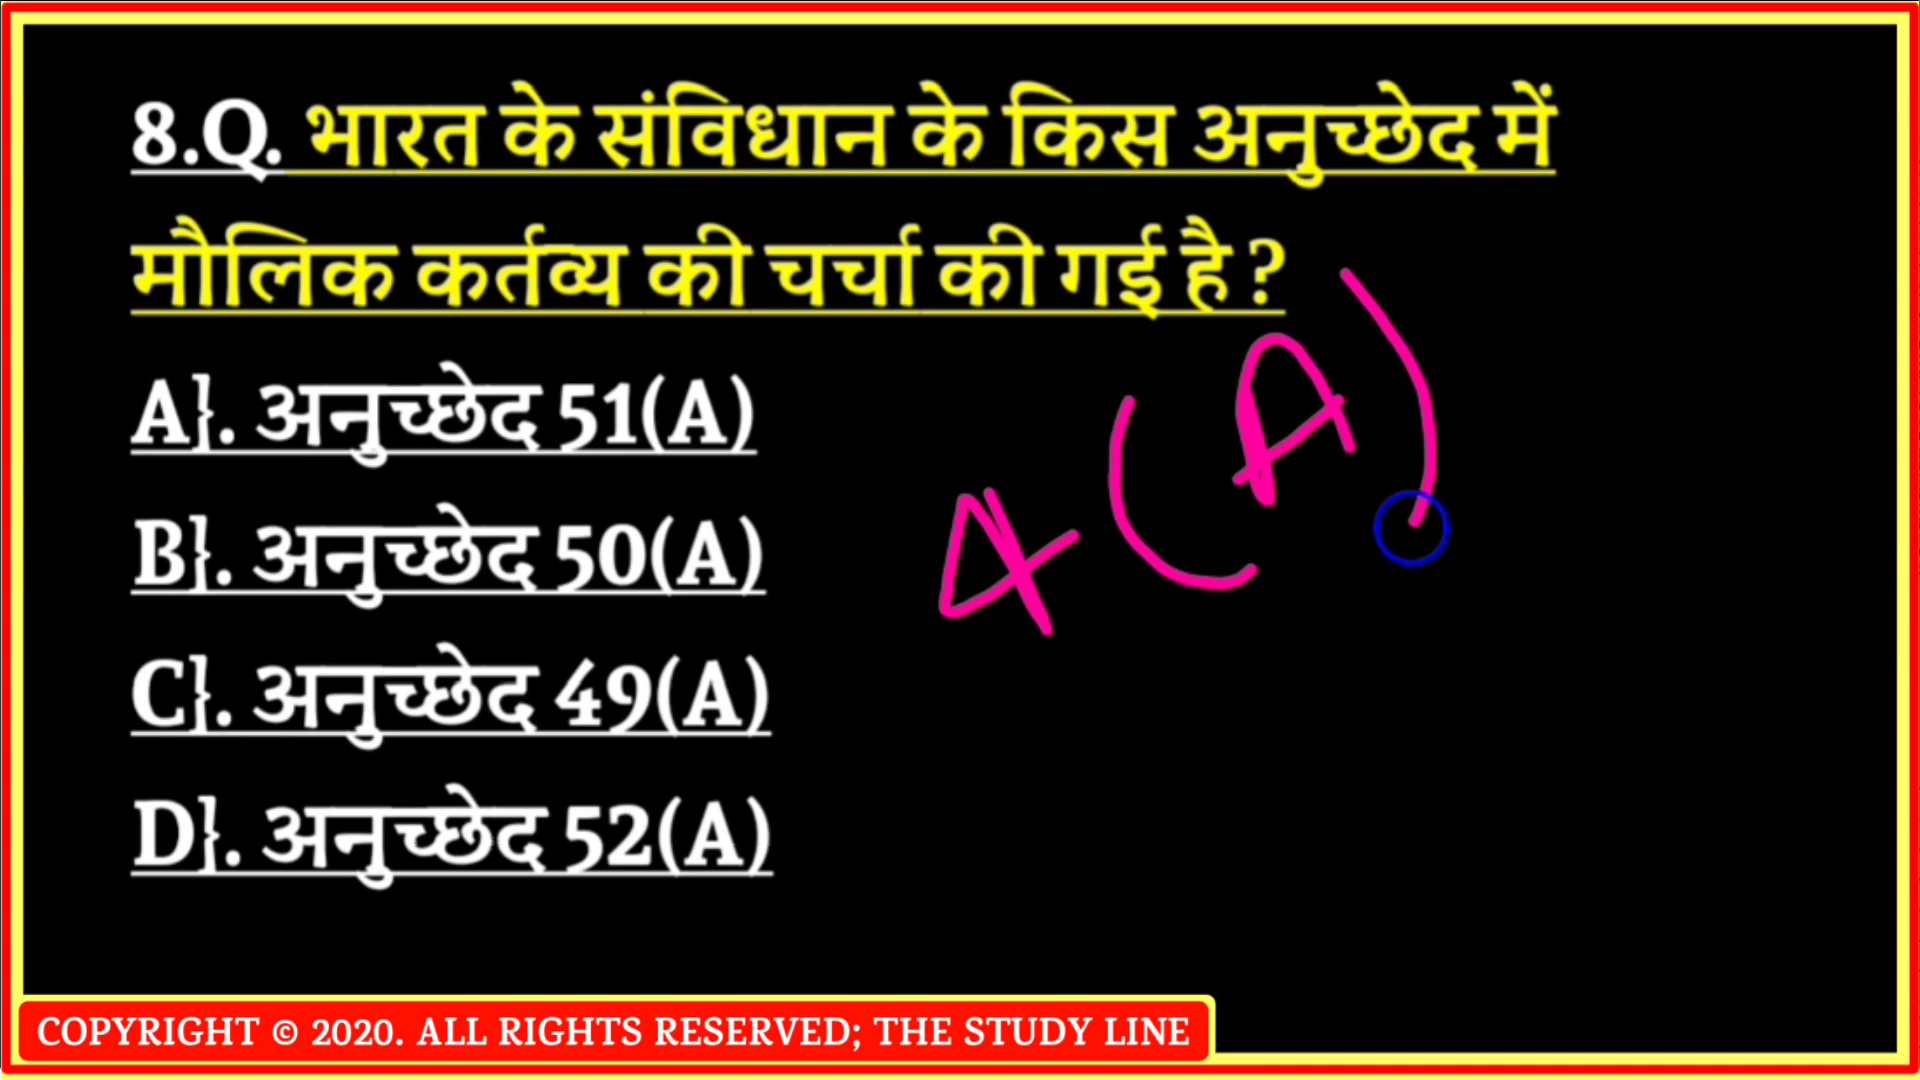 8.Q. भारत के संविधान के किस अनुच्छेद में
मौलिक कर्तव्य की चर्चा की गई है ?
A}. अनुच्छेद 51(A)
B}. अनुच्छेद 50(A)
C}. अनुच्छेद 49(A)
D}. अनुच्छेद 52(A)
4(A)
COPYRIGHT © 2020. ALL RIGHTS RESERVED; THE STUDY LINE